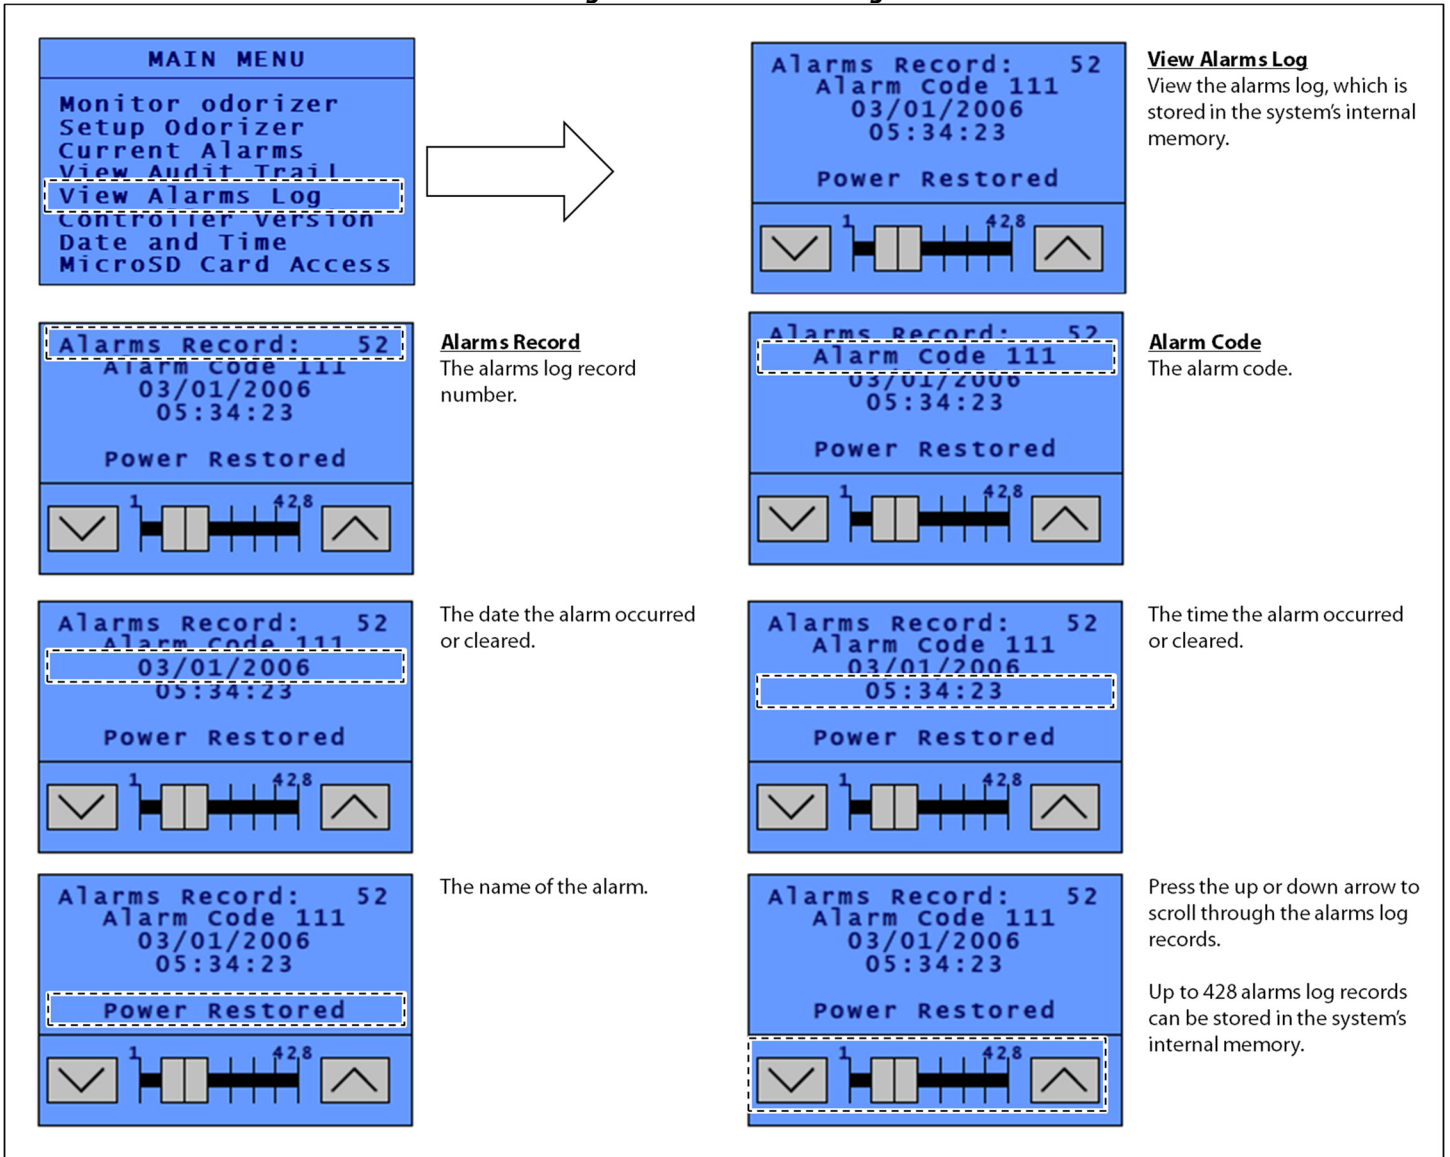 MAIN MENU
Monitor odorizer
Setup Odorizer
Current Alarms
View Audit Trail
View Alarms Log
Controller Version
Date and Time
MicroSD Card Access
Alarms Record: 52
Alarm Code 111
03/01/2006
05:34:23
Power Restored
1 428
View Alarms Log
View the alarms log, which is
stored in the system's internal
memory.
Alarms Record: 52
Alarm Code 111
03/01/2006
05:34:23
Power Restored
1 428
Alarms Record
The alarms log record
number.
Alarms Record: 52
Alarm Code 111
03/01/2006
05:34:23
Power Restored
1 428
Alarm Code
The alarm code.
Alarms Record: 52
Alarm Code 111
03/01/2006
05:34:23
Power Restored
1 428
The date the alarm occurred
or cleared.
Alarms Record: 52
Alarm Code 111
03/01/2006
05:34:23
Power Restored
1 428
The time the alarm occurred
or cleared.
Alarms Record: 52
Alarm Code 111
03/01/2006
05:34:23
Power Restored
1 428
The name of the alarm.
Alarms Record: 52
Alarm Code 111
03/01/2006
05:34:23
Power Restored
1 428
Press the up or down arrow to
scroll through the alarms log
records.
Up to 428 alarms log records
can be stored in the system's
internal memory.